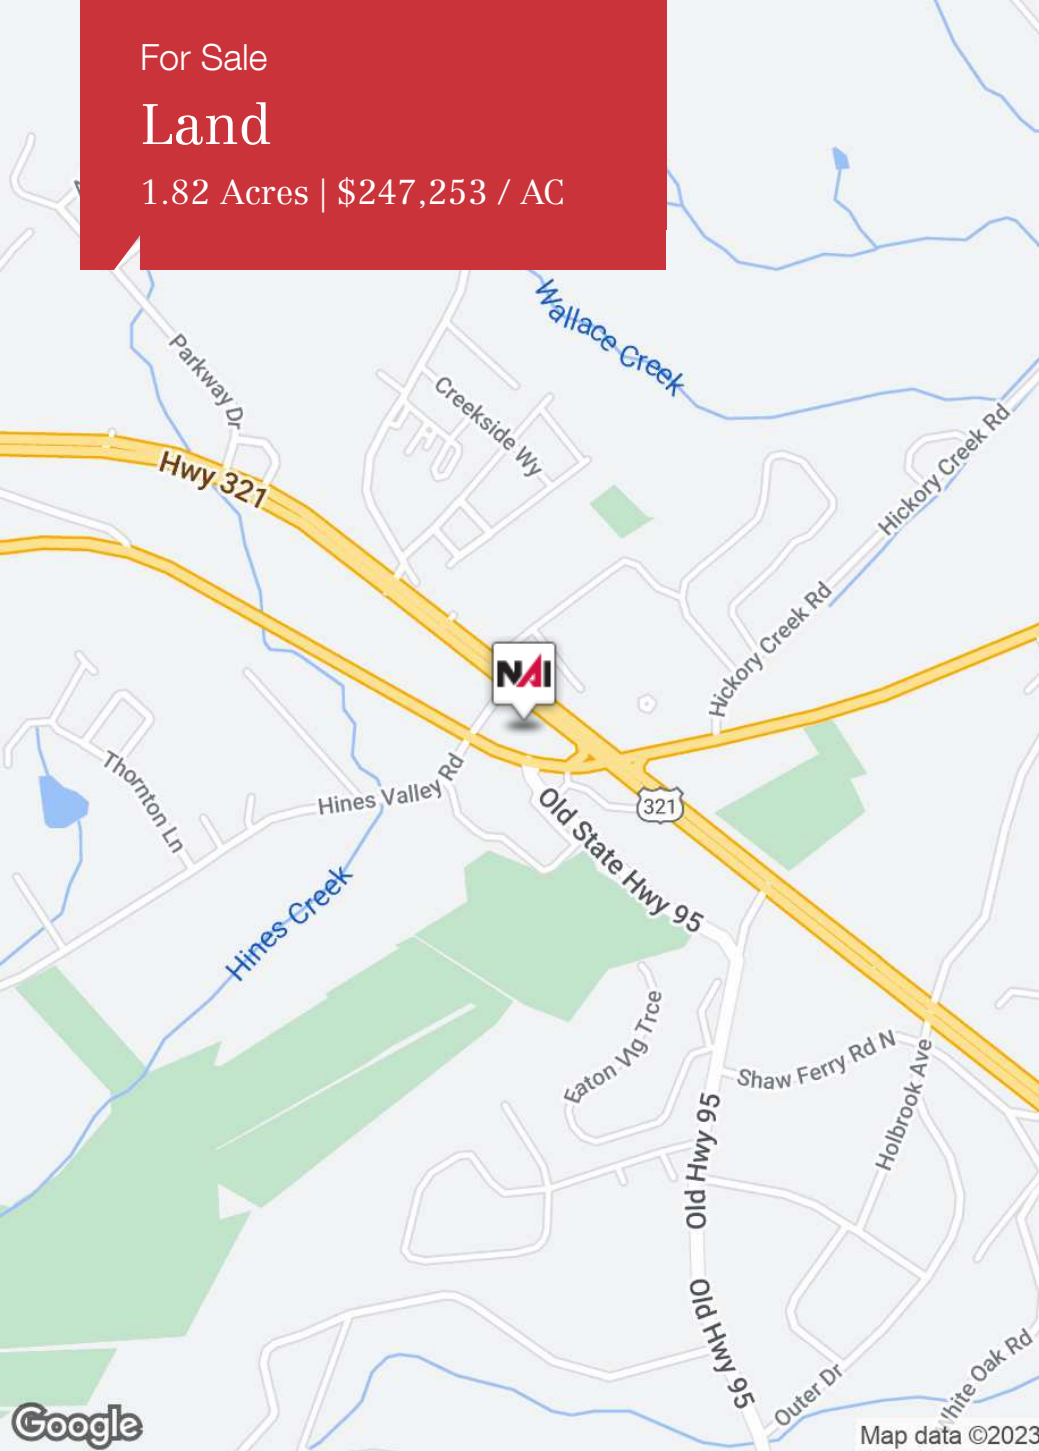 For Sale
Land
1.82 Acres | $247,253 / AC
Wallace Creek
Parkway Dr
Creekside Wy
Hickory Creek Rd
Hwy 321
Hickory Creek Rd
NAI
Thornton Ln
Hines Valley Rd
321
Old State Hwy 95
Hines Creek
Eaton Vlg Trce
Shaw Ferry Rd N
Holbrook Ave
Old Hwy 95
Old Hwy 95
Outer Dr
White Oak Rd
Google
Map data ©2023